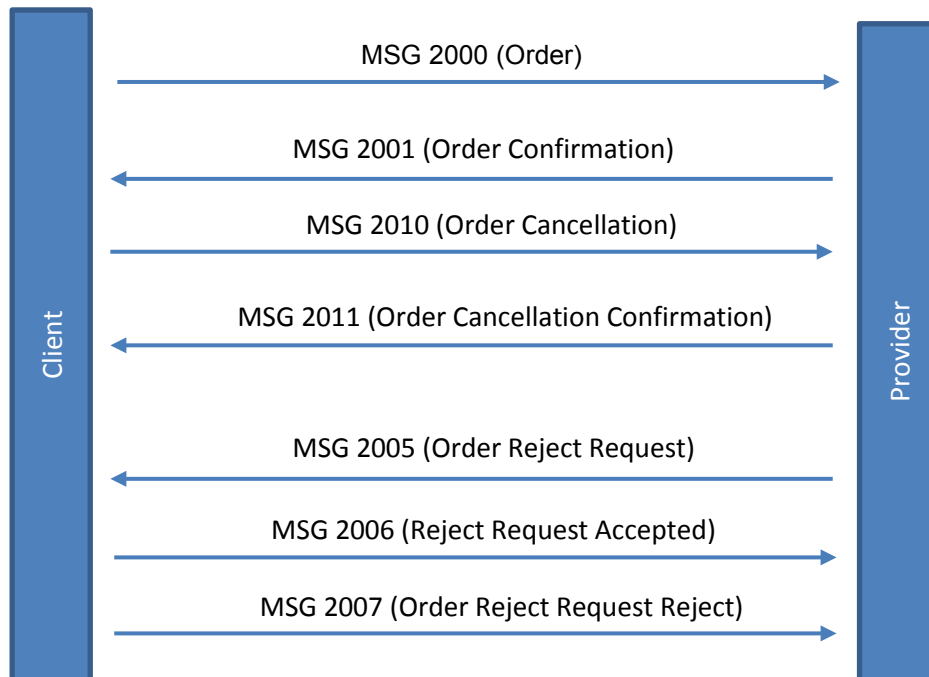 MSG 2000 (Order)
MSG 2001 (Order Confirmation)
MSG 2010 (Order Cancellation)
MSG 2011 (Order Cancellation Confirmation)
Client
Provider
MSG 2005 (Order Reject Request)
MSG 2006 (Reject Request Accepted)
MSG 2007 (Order Reject Request Reject)